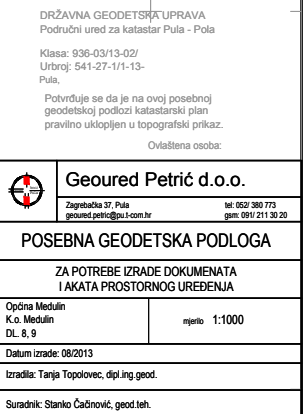 DRŽAVNA GEODETSKA UPRAVA
Područni ured za katastar Pula - Pola
Klasa: 936-03/13-02/
Urbroj: 541-27-1/1-13-
Pula,
Potvrđuje se da je na ovoj posebnoj
geodetskoj podlozi katastarski plan
pravilno uklopljen u topografski prikaz.
Ovlaštena osoba:
Geoured Petrić d.o.o.
Zagrebačka 37, Pula tel: 052/ 380 773
geoured.petric@pu.t-com.hr gsm: 091/ 211 30 20
POSEBNA GEODETSKA PODLOGA
ZA POTREBE IZRADE DOKUMENATA
I AKATA PROSTORNOG UREĐENJA
Općina Medulin
K.o. Medulin mjerilo 1:1000
DL. 8, 9
Datum izrade: 08/2013
Izradila: Tanja Topolovec, dipl.ing.geod.
Suradnik: Stanko Čačinović, geod.teh.